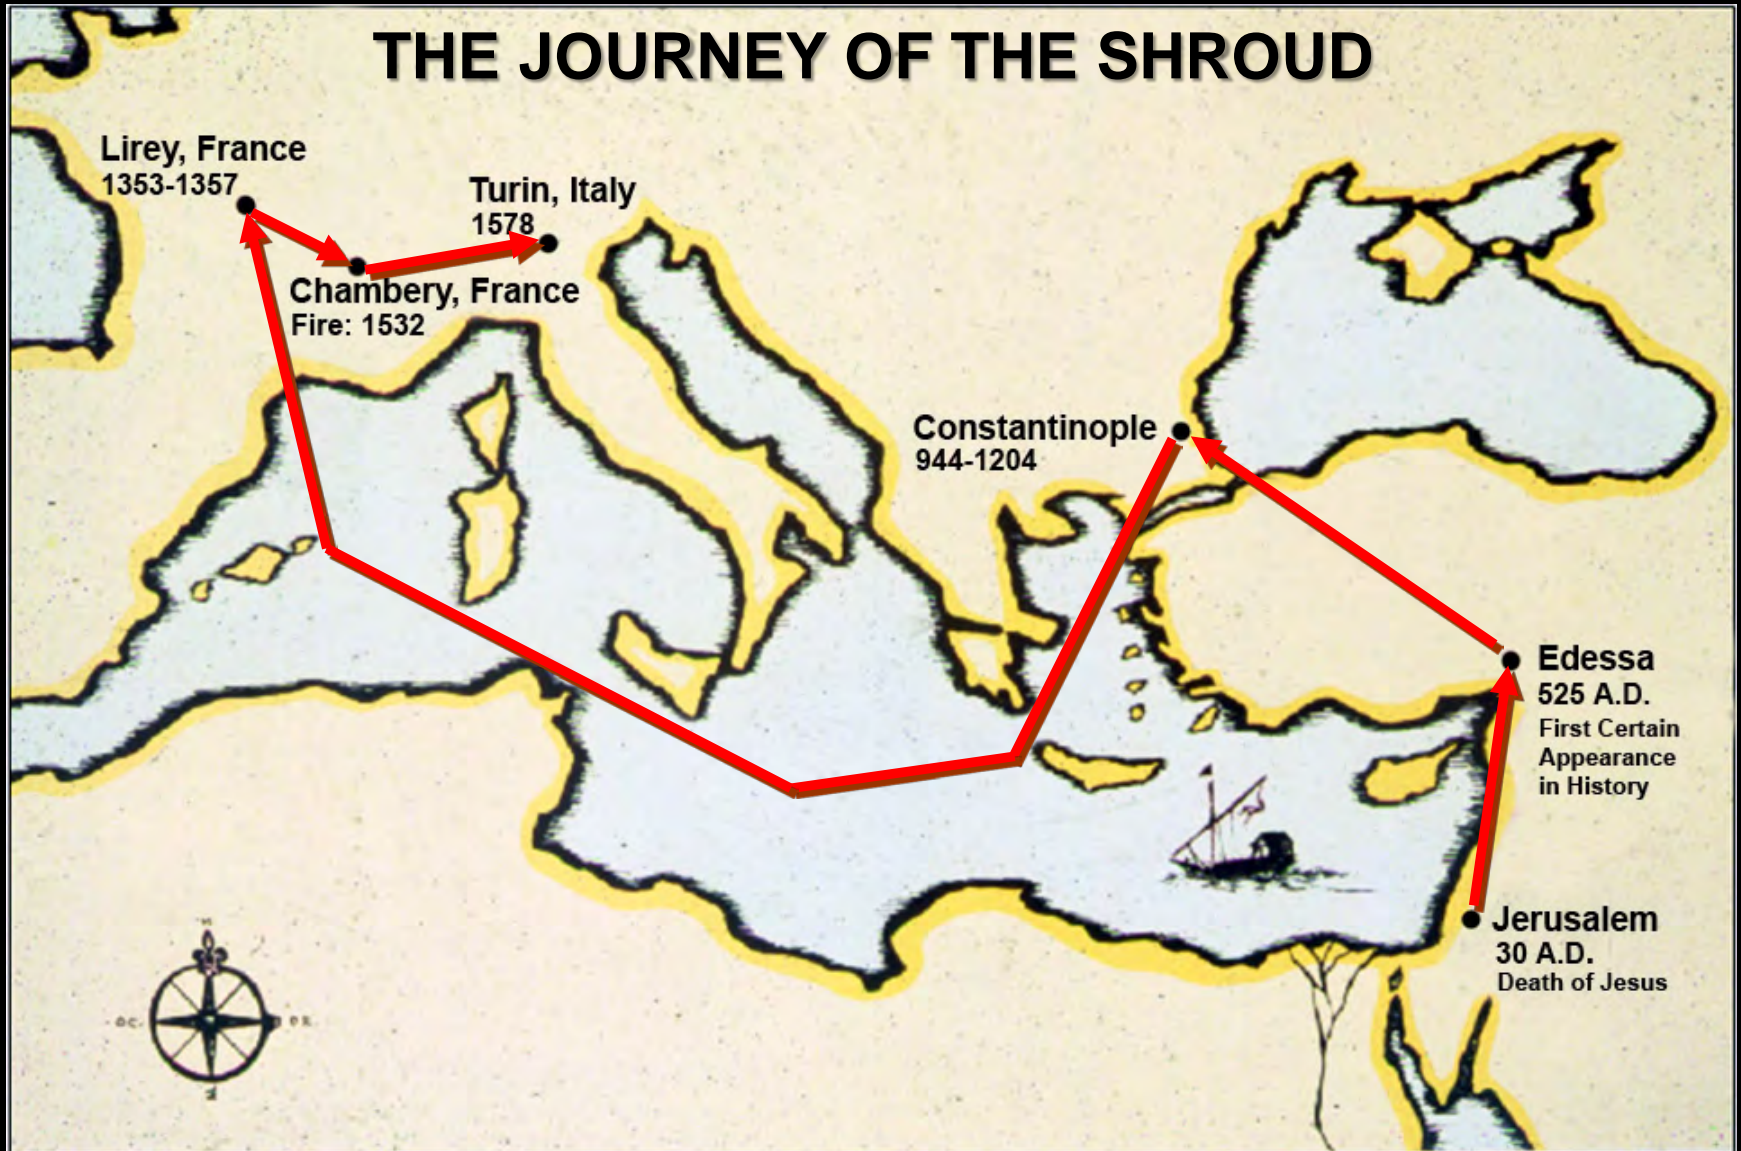 THE JOURNEY OF THE SHROUD
Lirey, France
1353-1357
Turin, Italy
1578
Chambery, France
Fire: 1532
Constantinople
944-1204
Edessa
525 A.D.
First Certain
Appearance
in History
Jerusalem
30 A.D.
Death of Jesus
OC.